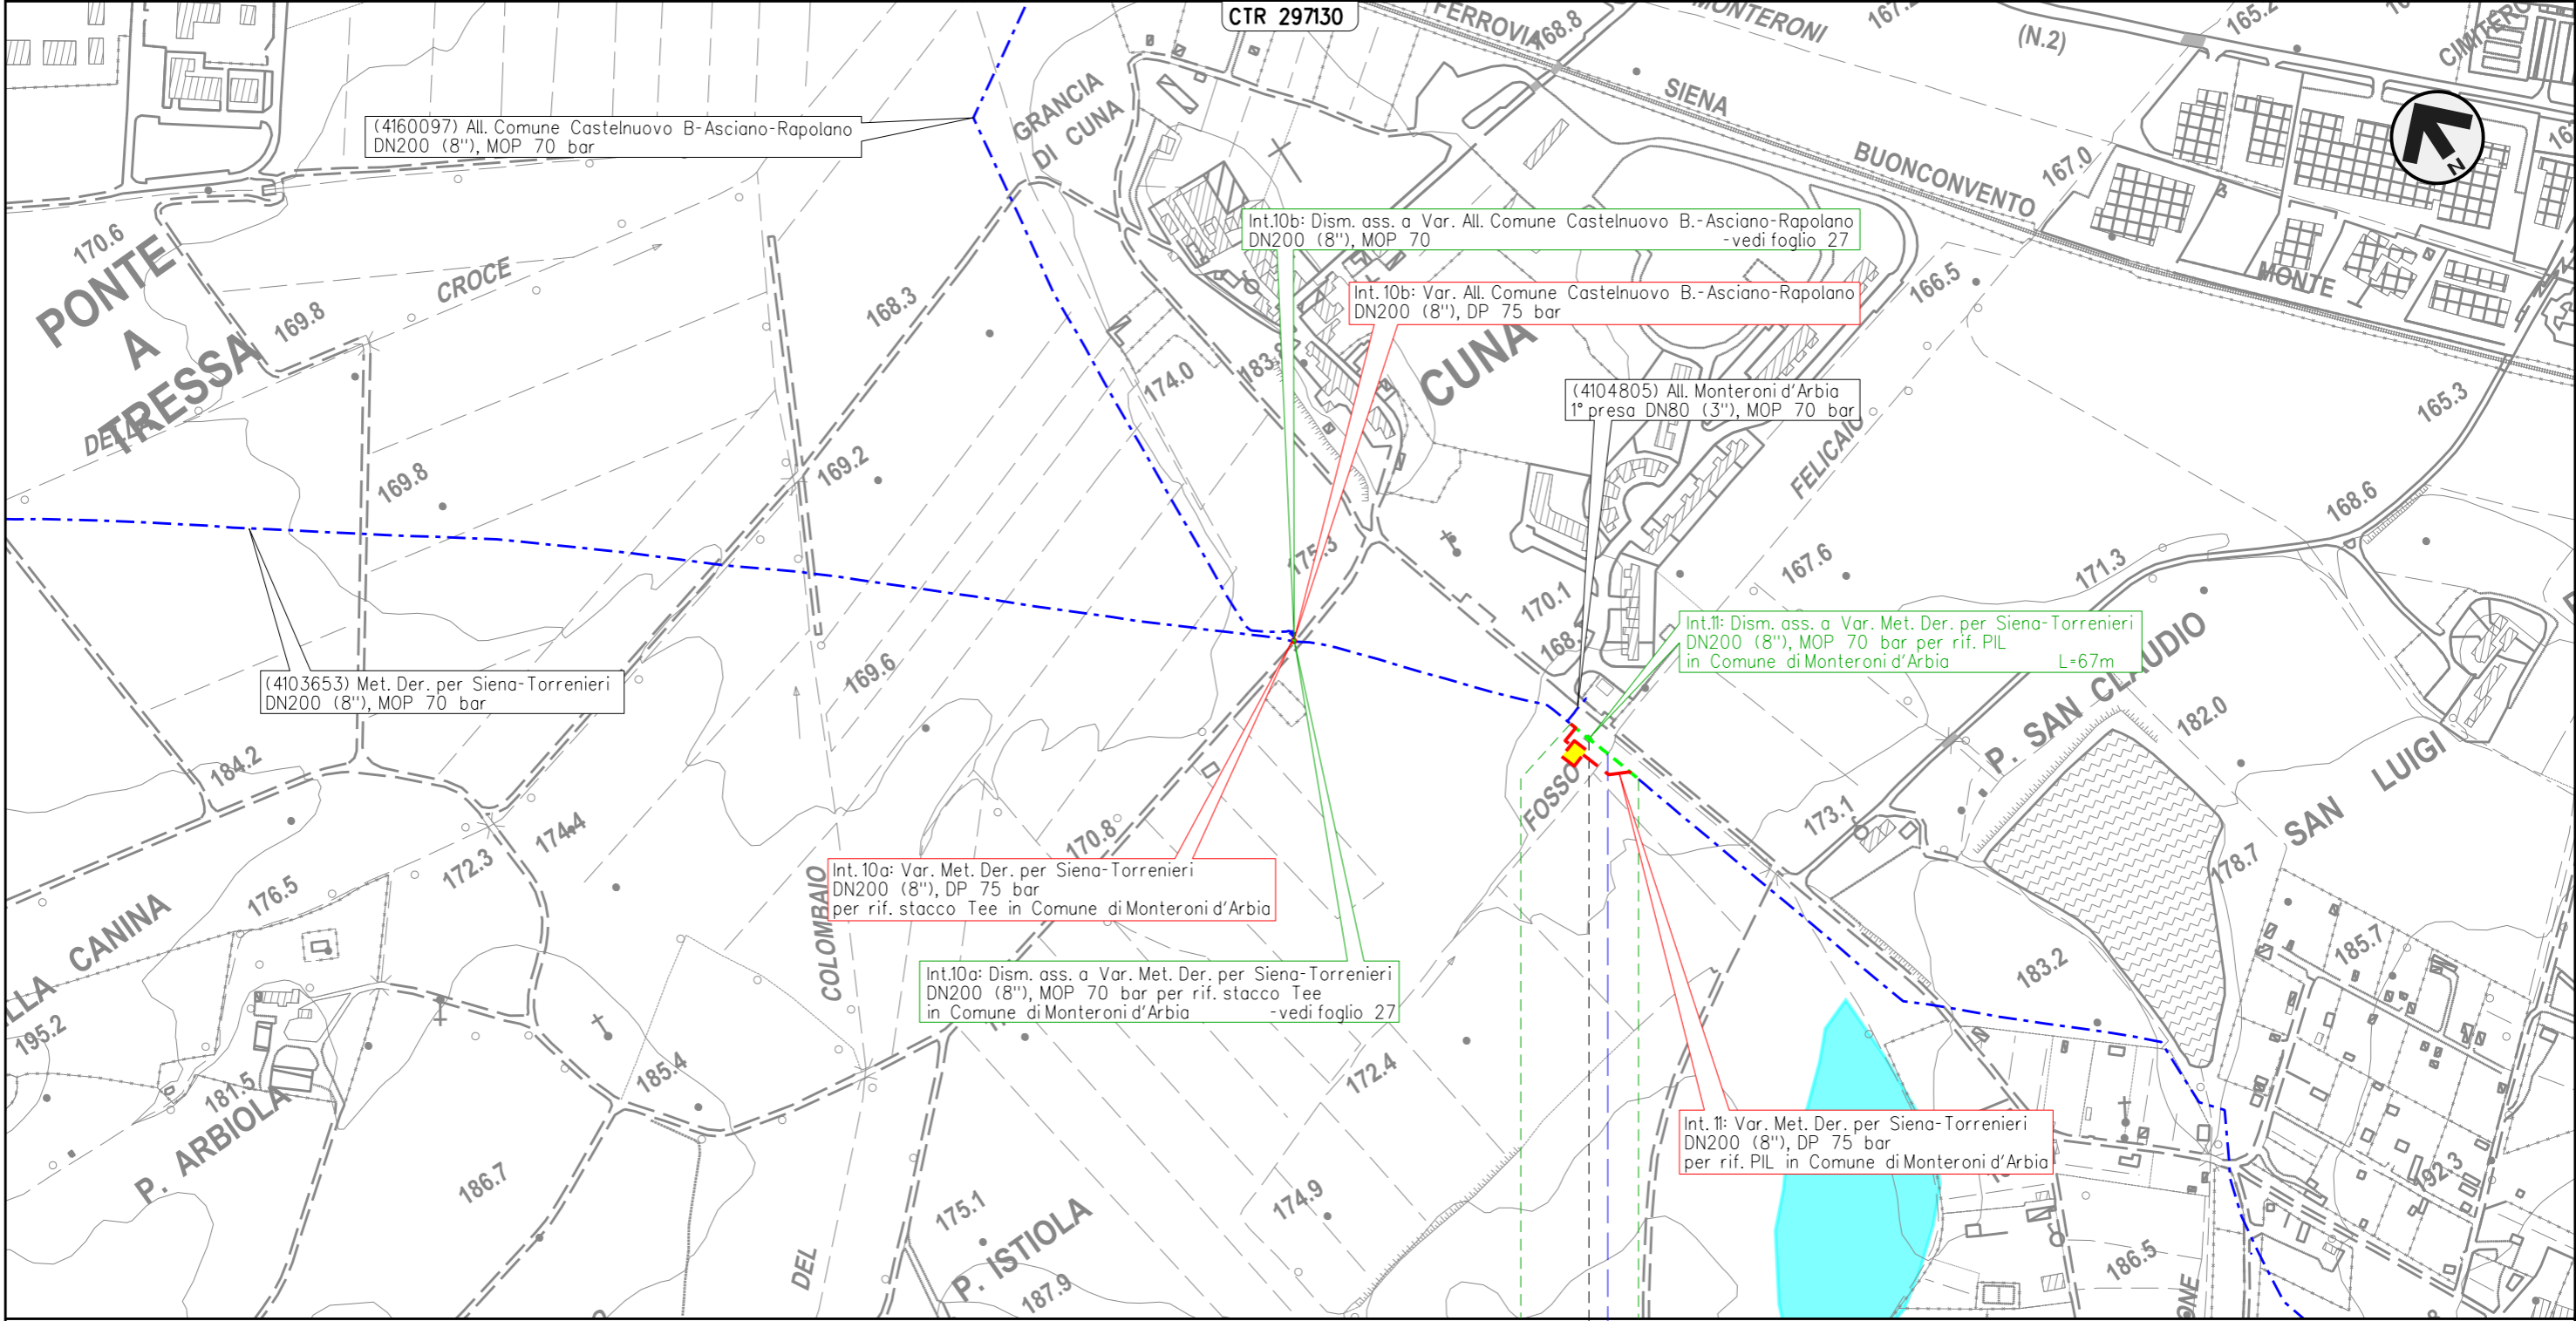 CTR 297130
FERROVIA
168.8
MONTERONI
(N.2)
165.2
CIMITERO
SIENA
BUONCONVENTO
167.0
MONTE
N
GRANCIA
DI CUNA
(4160097) All. Comune Castelnuovo B-Asciano-Rapolano
DN200 (8"), MOP 70 bar
170.6
PONTE
A
TRESSA
CROCE
169.8
168.3
Int.10b: Dism. ass. a Var. All. Comune Castelnuovo B.-Asciano-Rapolano
DN200 (8"), MOP 70 -vedi foglio 27
Int. 10b: Var. All. Comune Castelnuovo B.-Asciano-Rapolano
DN200 (8"), DP 75 bar
166.5
174.0
CUNA
(4104805) All. Monteroni d'Arbia
1° presa DN80 (3"), MOP 70 bar
165.3
FELICAIO
169.8
169.2
168.6
175.3
167.6
171.3
170.1
Int.11: Dism. ass. a Var. Met. Der. per Siena-Torrenieri
DN200 (8"), MOP 70 bar per rif. PIL
in Comune di Monteroni d'Arbia L=67m
(4103653) Met. Der. per Siena-Torrenieri
DN200 (8"), MOP 70 bar
169.6
P. SAN CLAUDIO
182.0
SAN LUIGI
184.2
FOSSO
173.1
178.7
174.4
172.3
170.8
176.5
Int. 10a: Var. Met. Der. per Siena-Torrenieri
DN200 (8"), DP 75 bar
per rif. stacco Tee in Comune di Monteroni d'Arbia
COLOMBAIO
CANINA
195.2
183.2
185.7
Int.10a: Dism. ass. a Var. Met. Der. per Siena-Torrenieri
DN200 (8"), MOP 70 bar per rif. stacco Tee
in Comune di Monteroni d'Arbia -vedi foglio 27
181.5
P. ARBIOLA
185.4
172.4
Int. 11: Var. Met. Der. per Siena-Torrenieri
DN200 (8"), DP 75 bar
per rif. PIL in Comune di Monteroni d'Arbia
186.7
175.1
174.9
192.3
DEL
P. ISTIOLA
187.9
186.5